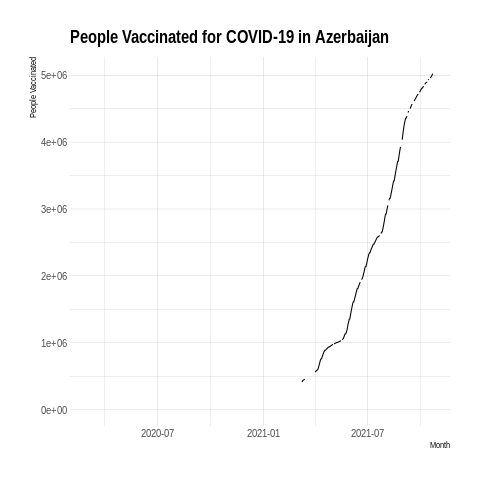 People Vaccinated for COVID-19 in Azerbaijan
People Vaccinated
5e+06
4e+06
3e+06
2e+06
1e+06
0e+00
2020-07
2021-01
2021-07
Month